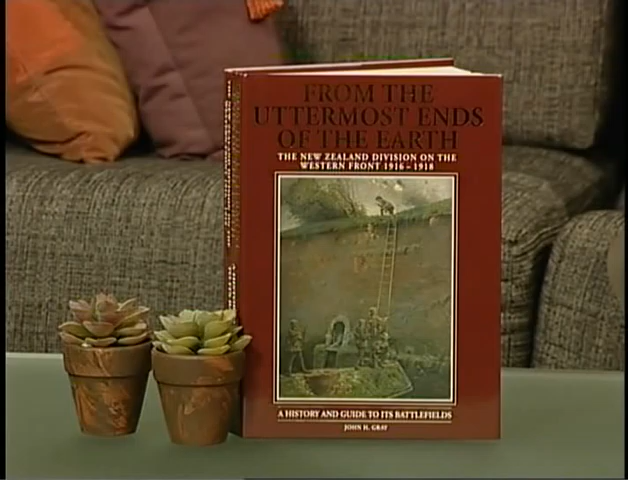 FROM THE
UTTERMOST ENDS
OF THE EARTH
THE NEW ZEALAND DIVISION ON THE
WESTERN FRONT 1916 - 1918
A HISTORY AND GUIDE TO ITS BATTLEFIELDS
JOHN H. GRAY